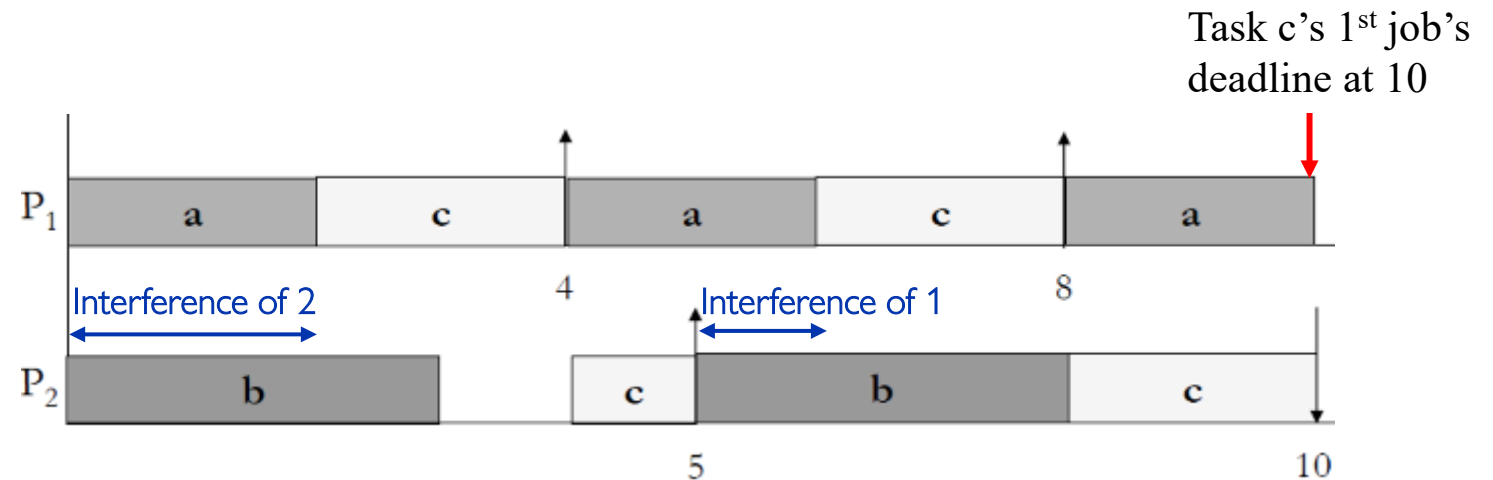 Task c’s 1st job’s
deadline at 10
P1 a c a c a
4 8
Interference of 2 Interference of 1
P2 b c b c
5 10